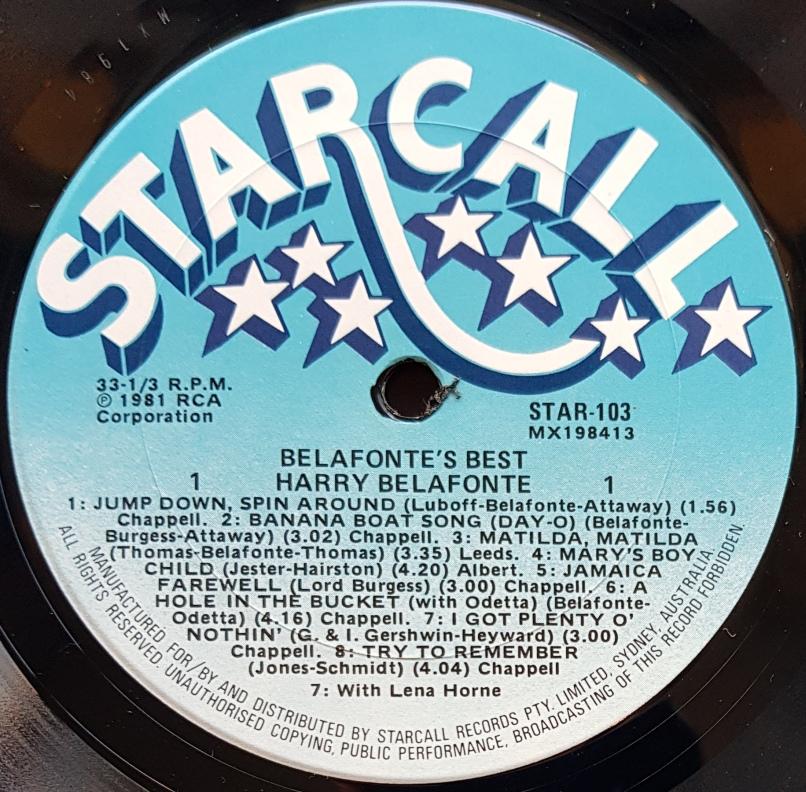 STARCALL
33-1/3 R.P.M.
℗ 1981 RCA
Corporation
STAR-103
MX198413
BELAFONTE'S BEST
1 HARRY BELAFONTE 1
1: JUMP DOWN, SPIN AROUND (Luboff-Belafonte-Attaway) (1.56)
Chappell. 2: BANANA BOAT SONG (DAY-O) (Belafonte-
Burgess-Attaway) (3.02) Chappell. 3: MATILDA, MATILDA
(Thomas-Belafonte-Thomas) (3.35) Leeds. 4: MARY'S BOY
CHILD (Jester-Hairston) (4.20) Albert. 5: JAMAICA
FAREWELL (Lord Burgess) (3.00) Chappell. 6: A
HOLE IN THE BUCKET (with Odetta) (Belafonte-
Odetta) (4.16) Chappell. 7: I GOT PLENTY O'
NOTHIN' (G. & I. Gershwin-Heyward) (3.00)
Chappell. 8: TRY TO REMEMBER
(Jones-Schmidt) (4.04) Chappell
7: With Lena Horne
MANUFACTURED FOR/BY AND DISTRIBUTED BY STARCALL RECORDS PTY. LIMITED, SYDNEY, AUSTRALIA.
ALL RIGHTS RESERVED. UNAUTHORISED COPYING, PUBLIC PERFORMANCE, BROADCASTING OF THIS RECORD FORBIDDEN.